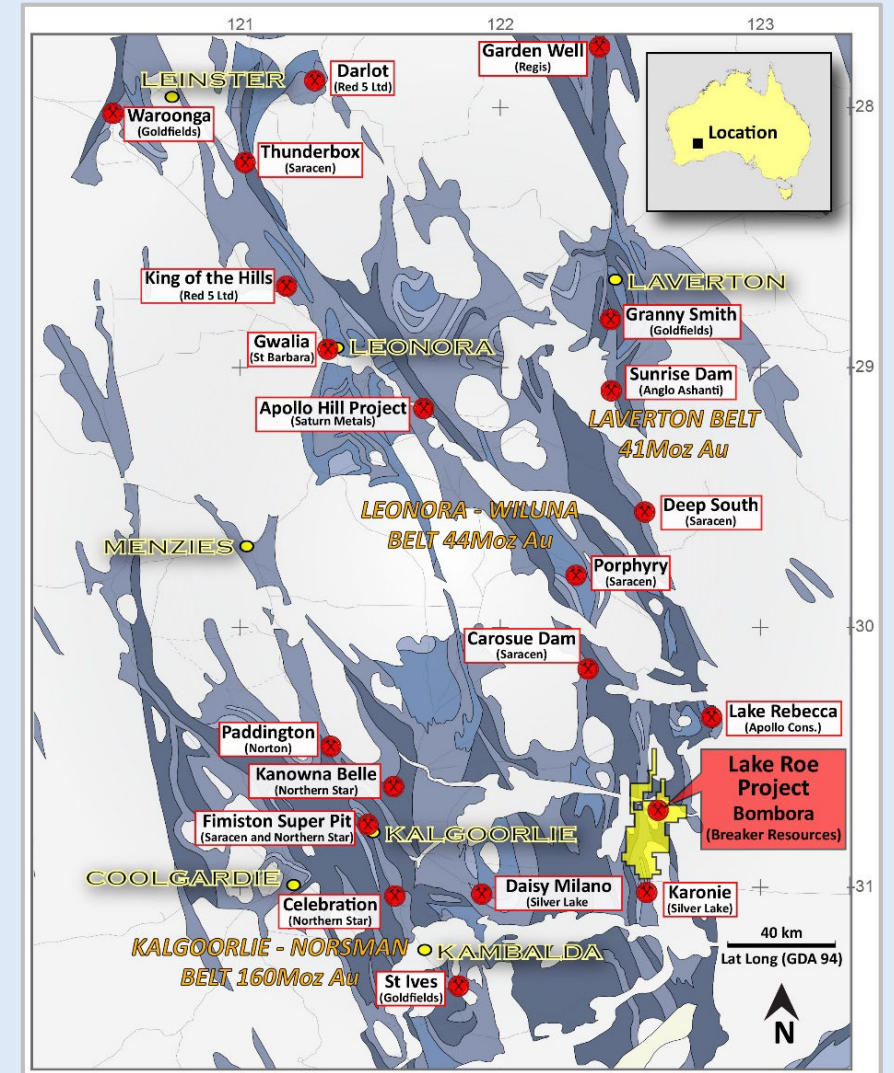 121
122
123
Garden Well
(Regis)
LEINSTER
Darlot
(Red 5 Ltd)
28
Waroonga
(Goldfields)
Location
Thunderbox
(Saracen)
King of the Hills
(Red 5 Ltd)
LAVERTON
Granny Smith
(Goldfields)
Gwalia
(St Barbara)
LEONORA
29
Sunrise Dam
(Anglo Ashanti)
Apollo Hill Project
(Saturn Metals)
LAVERTON BELT
41Moz Au
LEONORA - WILUNA
BELT 44Moz Au
Deep South
(Saracen)
MENZIES
Porphyry
(Saracen)
30
Carosue Dam
(Saracen)
Lake Rebecca
(Apollo Cons.)
Paddington
(Norton)
Kanowna Belle
(Northern Star)
Lake Roe
Project
Bombora
(Breaker Resources)
Fimiston Super Pit
(Saracen and Northern Star)
KALGOORLIE
COOLGARDIE
31
Celebration
(Northern Star)
Daisy Milano
(Silver Lake
Karonie
(Silver Lake)
40 km
Lat Long (GDA 94)
KALGOORLIE - NORSMAN
BELT 160Moz Au
KAMBALDA
St Ives
(Goldfields)
N